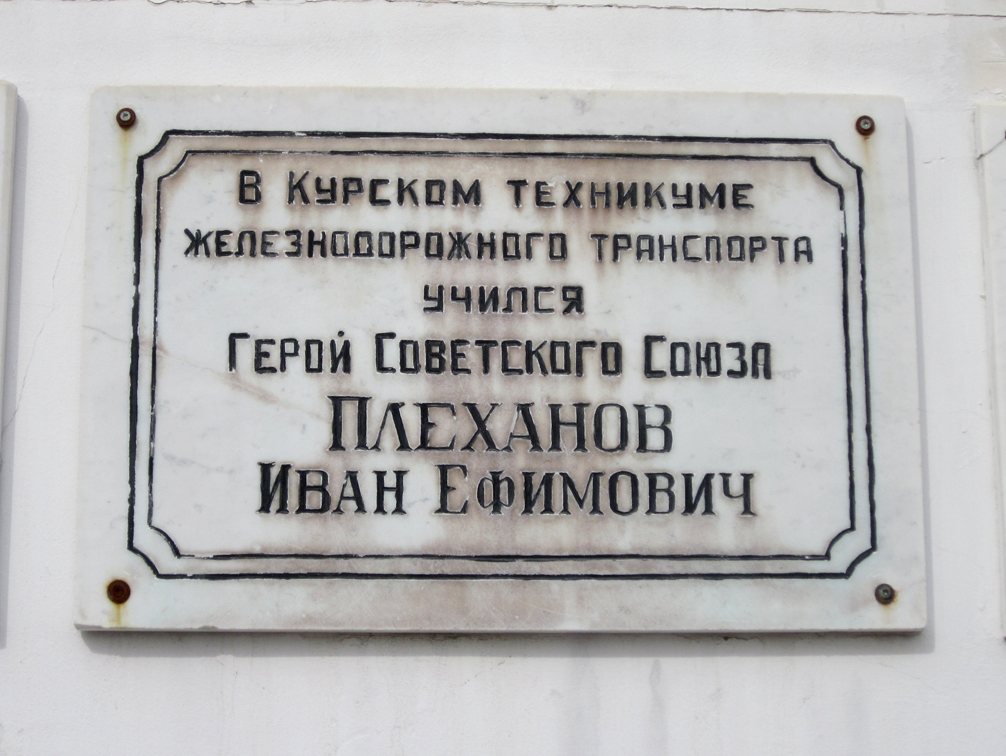 В Курском техникуме
железнодорожного транспорта
учился
Герой Советского Союза
Плеханов
Иван Ефимович